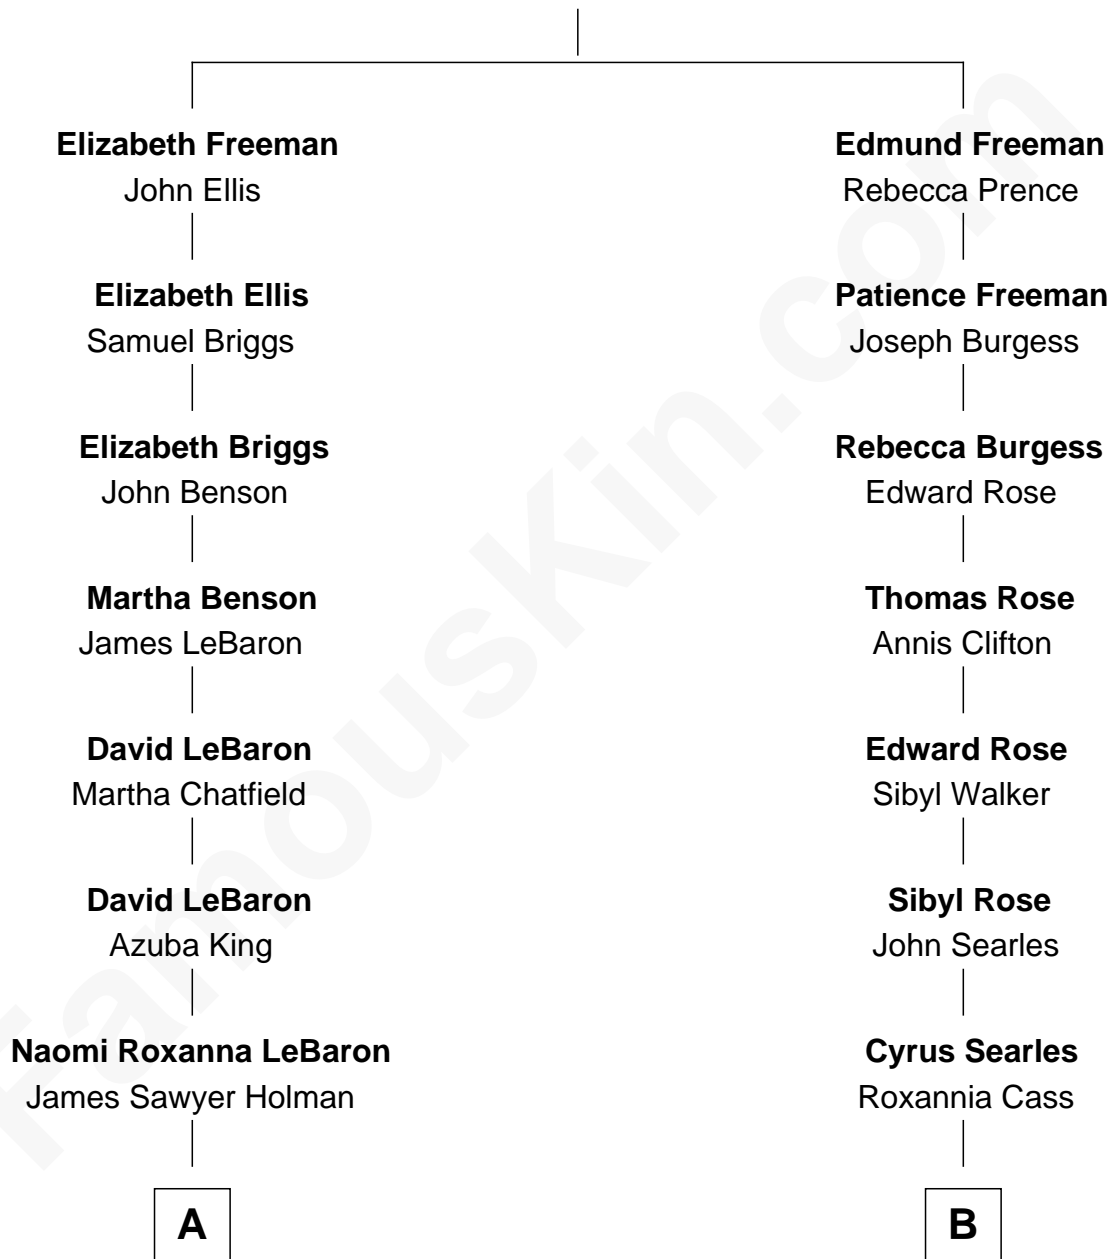 Elizabeth Freeman
John Ellis
Elizabeth Ellis
Samuel Briggs
Elizabeth Briggs
John Benson
Martha Benson
James LeBaron
David LeBaron
Martha Chatfield
David LeBaron
Azuba King
Naomi Roxanna LeBaron
James Sawyer Holman
A
Edmund Freeman
Rebecca Prence
Patience Freeman
Joseph Burgess
Rebecca Burgess
Edward Rose
Thomas Rose
Annis Clifton
Edward Rose
Sibyl Walker
Sibyl Rose
John Searles
Cyrus Searles
Roxannia Cass
B
FamousKin.com